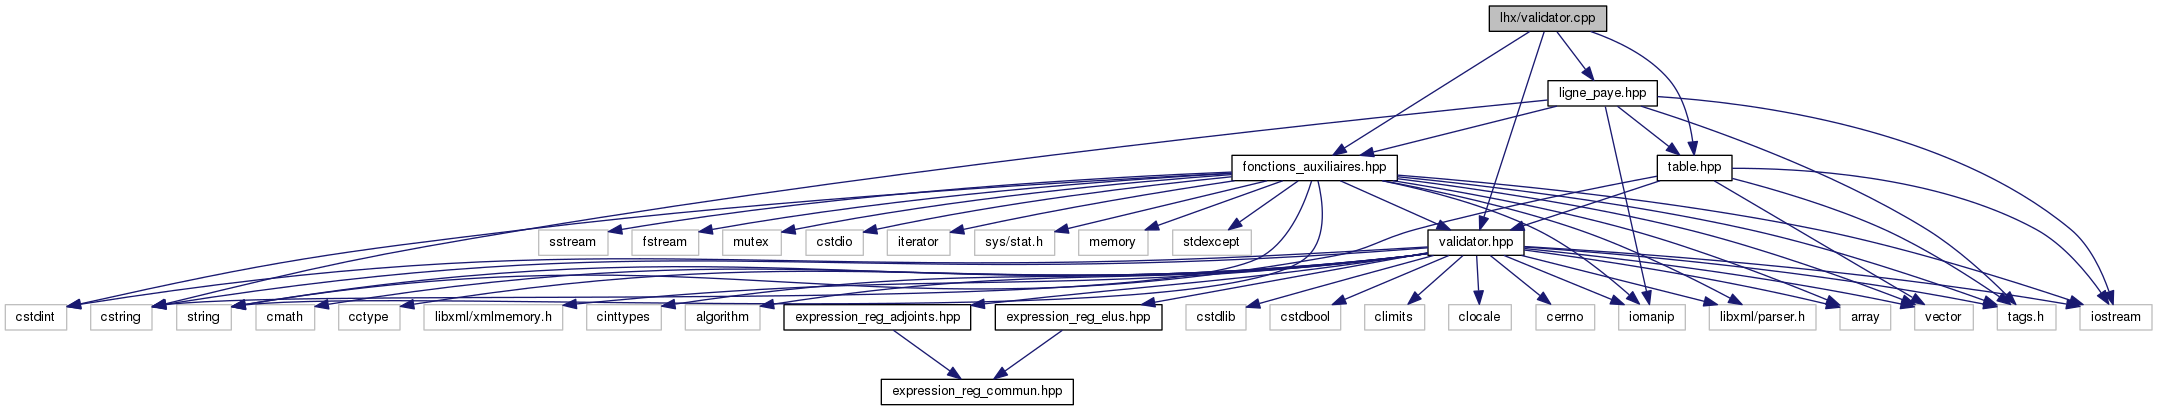 lhx/validator.cpp
ligne_paye.hpp
fonctions_auxiliaires.hpp
table.hpp
sstream
fstream
mutex
cstdio
iterator
sys/stat.h
memory
stdexcept
validator.hpp
cstdint
cstring
string
cmath
cctype
libxml/xmlmemory.h
cinttypes
algorithm
expression_reg_adjoints.hpp
expression_reg_elus.hpp
cstdlib
cstdbool
climits
clocale
cerrno
iomanip
libxml/parser.h
array
vector
tags.h
iostream
expression_reg_commun.hpp